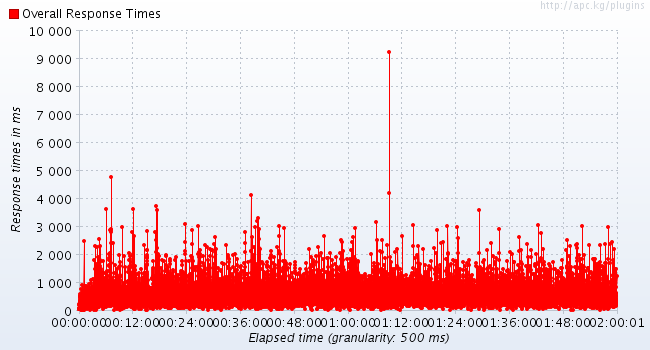 http://apc.kg/plugins
Overall Response Times
10 000
9 000
8 000
7 000
6 000
5 000
4 000
3 000
2 000
1 000
0
Response times in ms
00:00:00 00:12:00 00:24:00 00:36:00 00:48:00 01:00:00 01:12:00 01:24:00 01:36:00 01:48:00 02:00:01
Elapsed time (granularity: 500 ms)